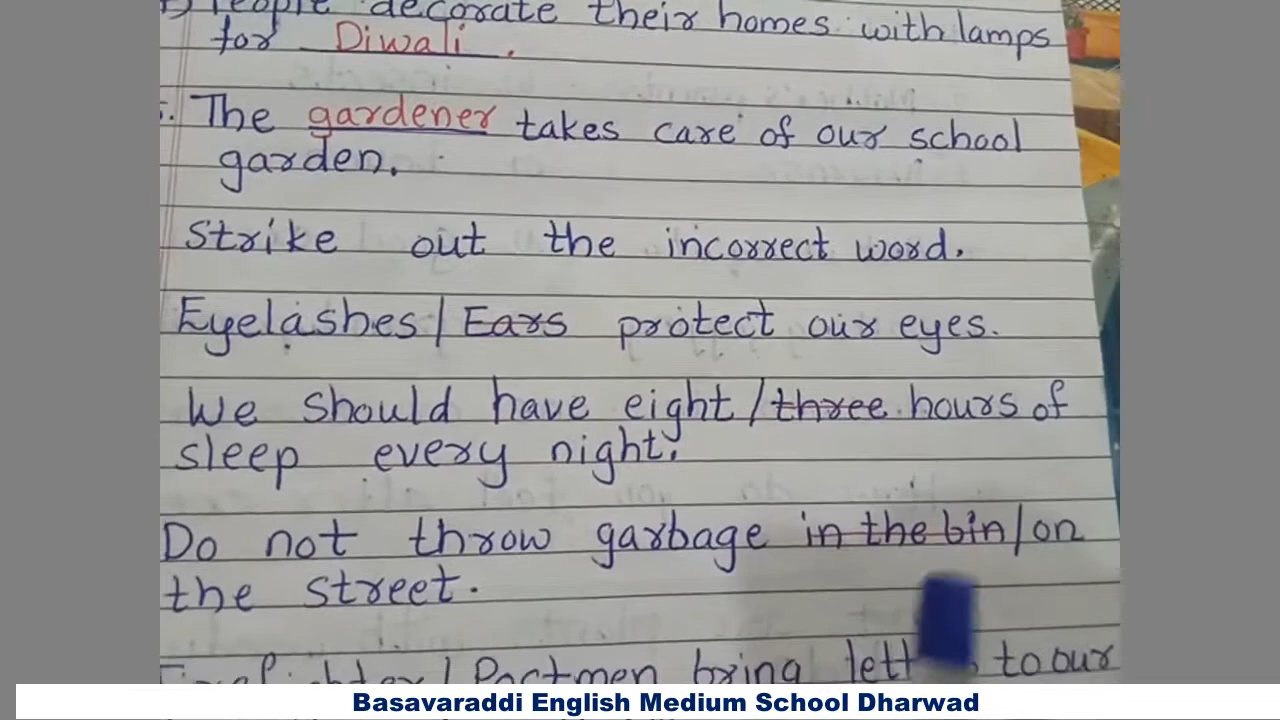 People decorate their homes with lamps
for Diwali.
The gardener takes care of our school
garden.
Strike out the incorrect word.
Eyelashes/Ears protect our eyes.
We should have eight/three hours of
sleep every night.
Do not throw garbage in the bin/on
the street.
/Postmen bring to our
Basavaraddi English Medium School Dharwad